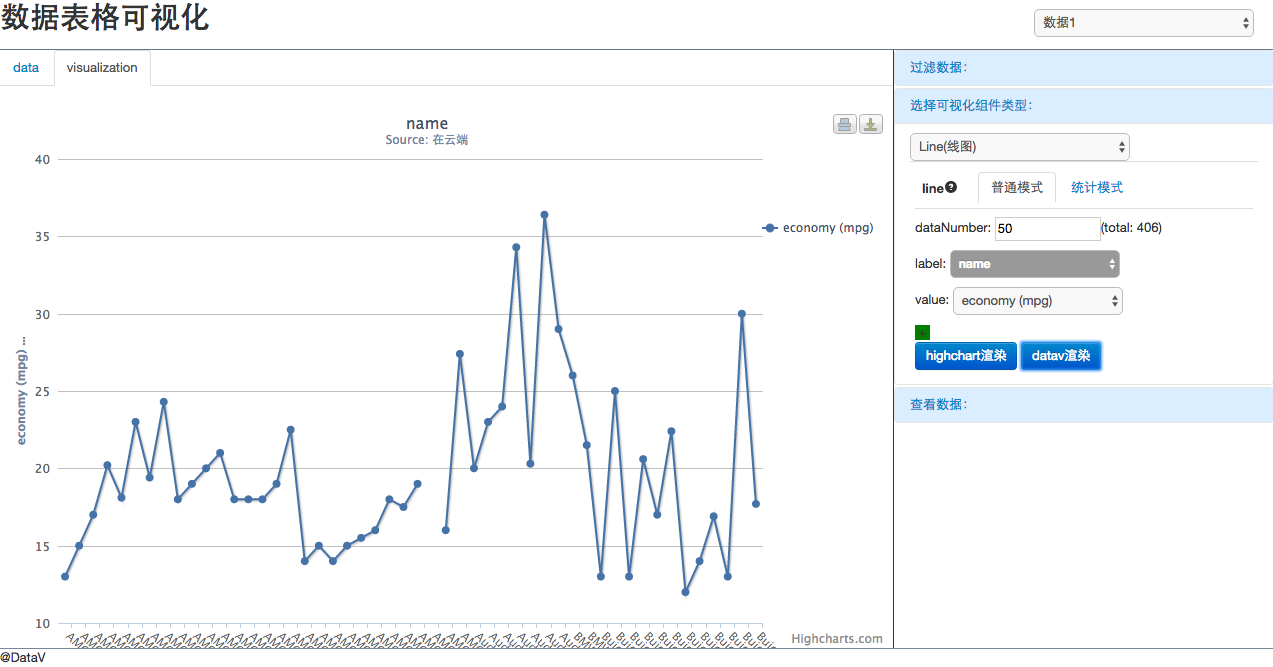 数据表格可视化
数据1
data
visualization
name
Source: 在云端
40
35
30
25
20
15
10
economy (mpg) ...
economy (mpg)
Highcharts.com
过滤数据:
选择可视化组件类型:
Line(线图)
line
普通模式
统计模式
dataNumber: 50 (total: 406)
label: name
value: economy (mpg)
highchart渲染
datav渲染
查看数据:
@DataV